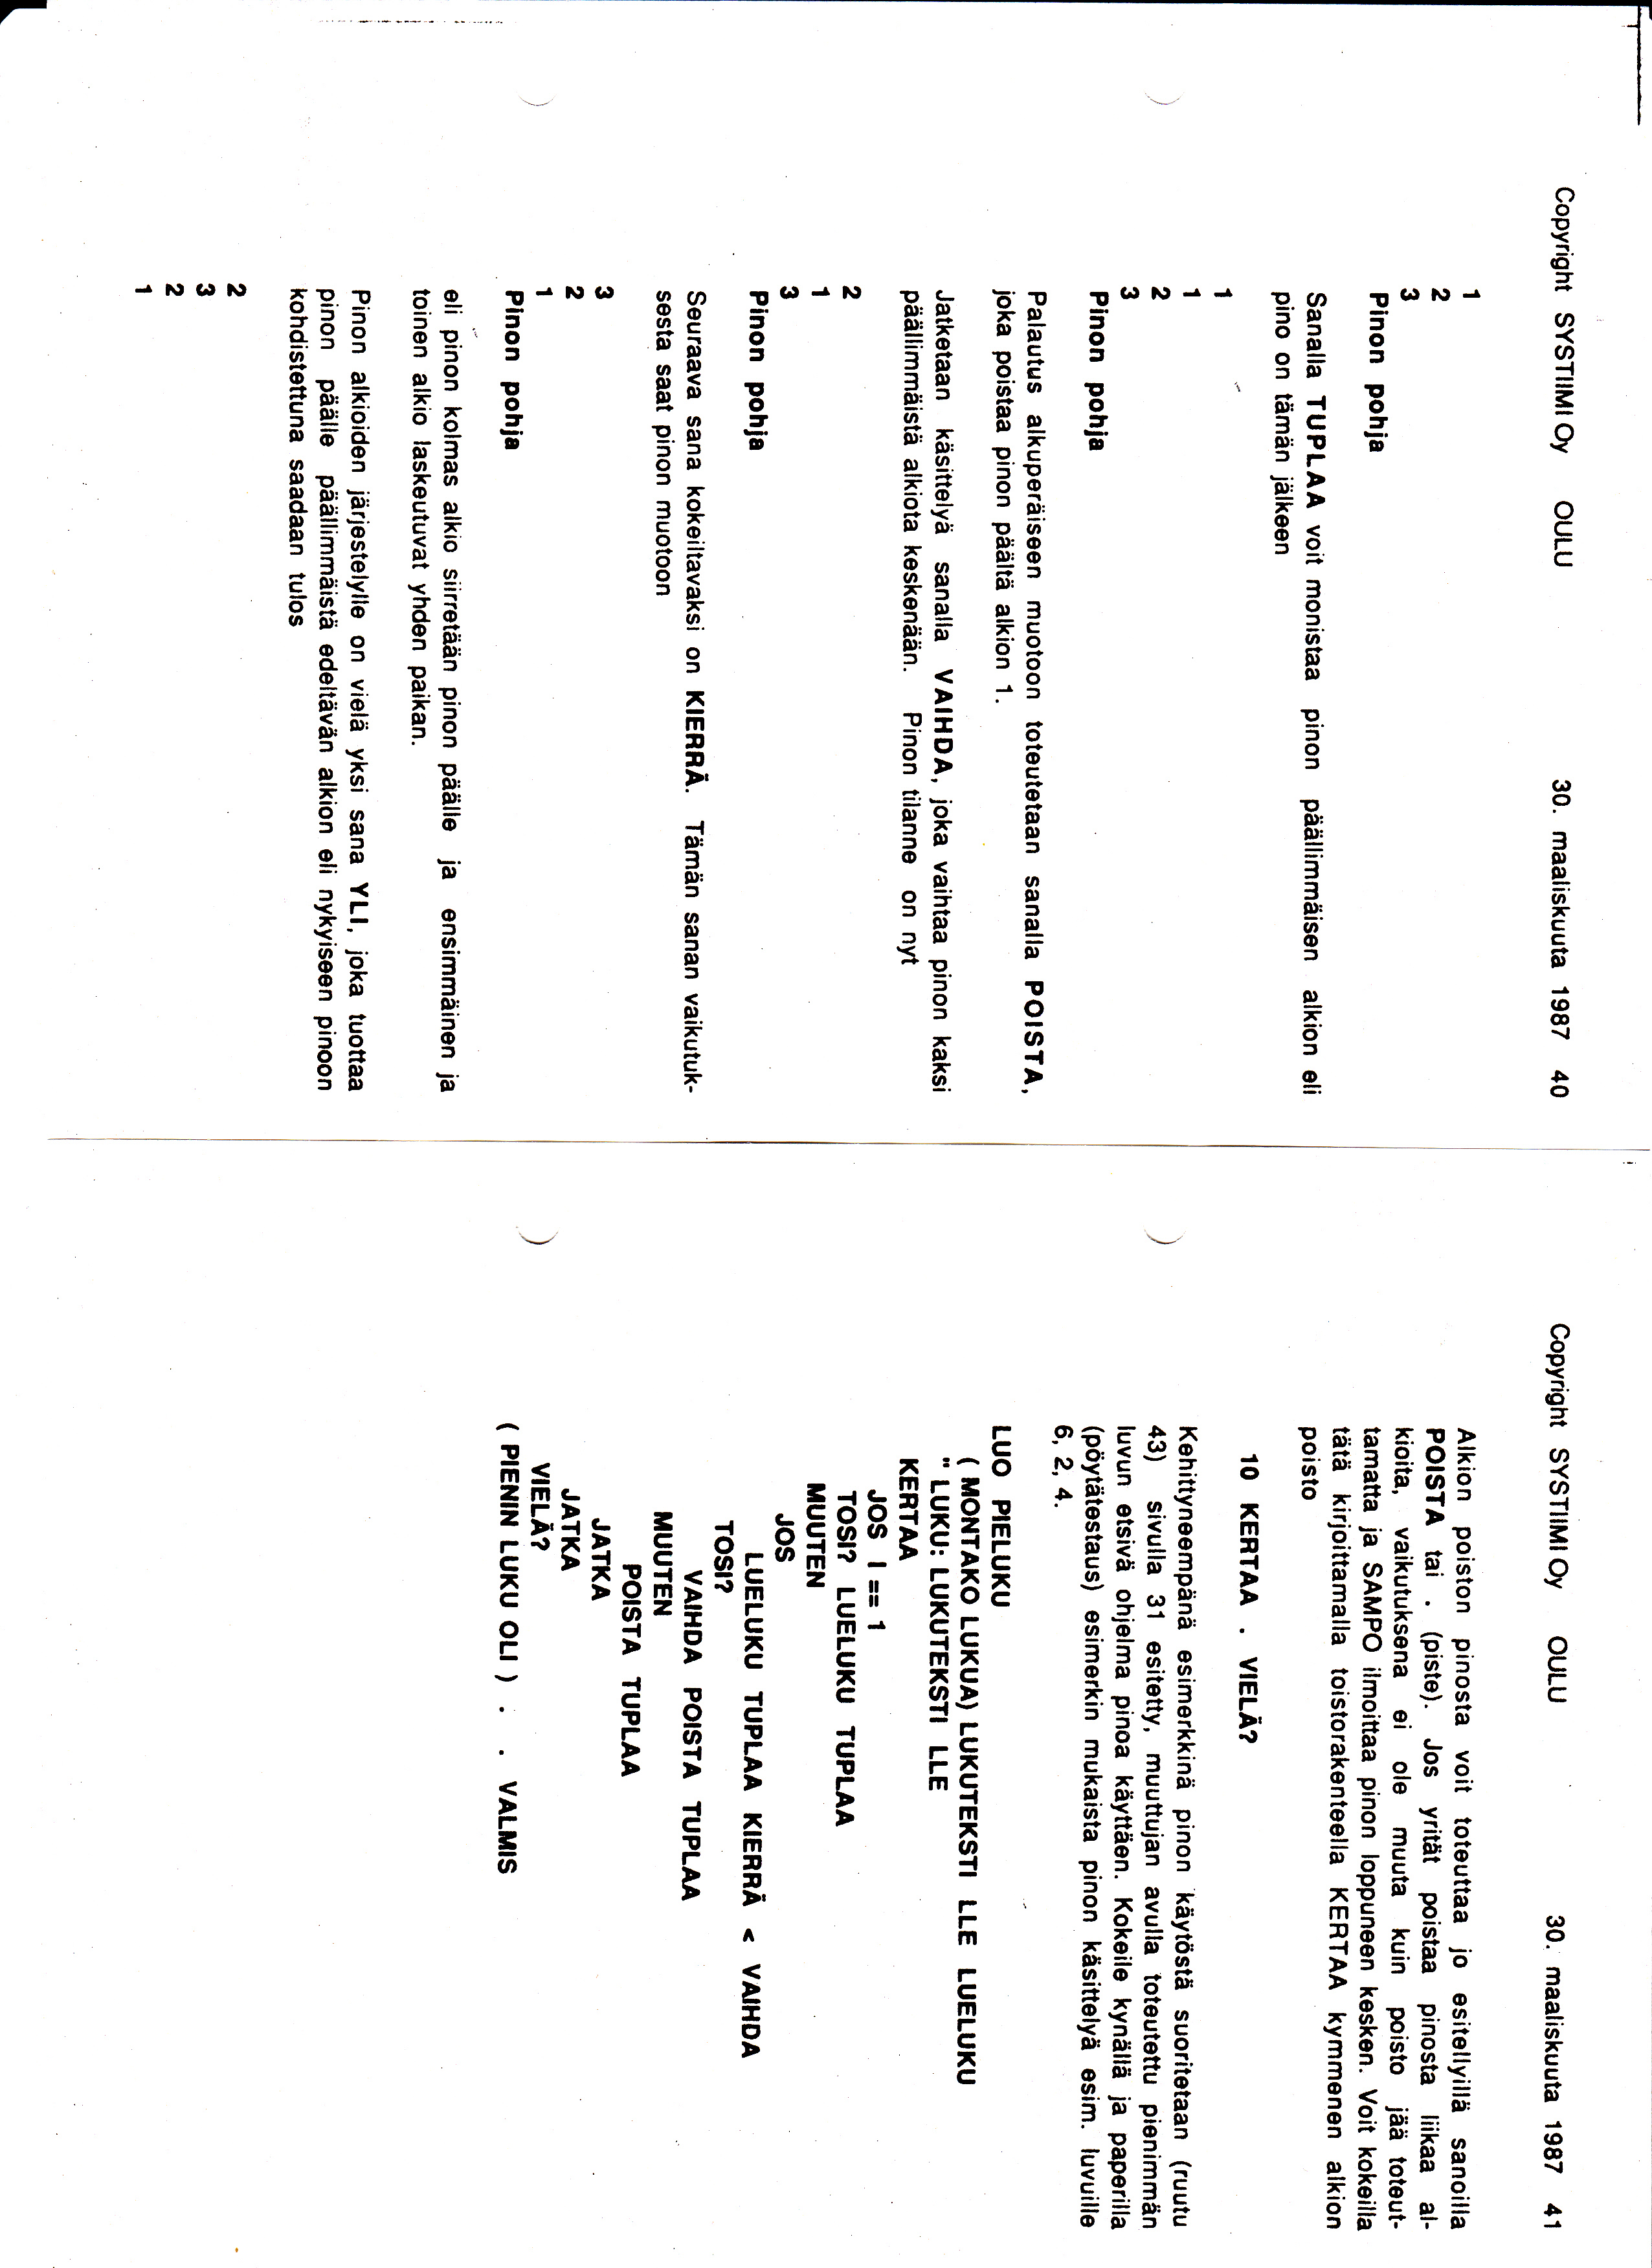 Copyright SYSTIIMI Oy OULU 30. maaliskuuta 1987 40
1
2
3
Pinon pohja
Sanalla TUPLAA voit monistaa pinon päällimmäisen alkion eli
pino on tämän jälkeen
1
1
2
3
Pinon pohja
Palautus alkuperäiseen muotoon toteutetaan sanalla POISTA,
joka poistaa pinon päältä alkion 1.
Jatketaan käsittelyä sanalla VAIHDA, joka vaihtaa pinon kaksi
päällimmäistä alkiota keskenään. Pinon tilanne on nyt
2
1
3
Pinon pohja
Seuraava sana kokeiltavaksi on KIERRÄ. Tämän sanan vaikutuk-
sesta saat pinon muotoon
3
2
1
Pinon pohja
eli pinon kolmas alkio siirretään pinon päälle ja ensimmäinen ja
toinen alkio laskeutuvat yhden paikan.
Pinon alkioiden järjestelylle on vielä yksi sana YLI, joka tuottaa
pinon päälle päällimmäistä edeltävän alkion eli nykyiseen pinoon
kohdistettuna saadaan tulos
2
3
2
1
Copyright SYSTIIMI Oy OULU 30. maaliskuuta 1987 41
Alkion poiston pinosta voit toteuttaa jo esitellyillä sanoilla
POISTA tai . (piste). Jos yrität poistaa pinosta liikaa al-
kioita, vaikutuksena ei ole muuta kuin poisto jää toteut-
tamatta ja SAMPO ilmoittaa pinon loppuneen kesken. Voit kokeilla
tätä kirjoittamalla toistorakenteella KERTAA kymmenen alkion
poisto
10 KERTAA . VIELÄ?
Kehittyneempänä esimerkkinä pinon käytöstä suoritetaan (ruutu
43) sivulla 31 esitetty, muuttujan avulla toteutettu pienimmän
luvun etsivä ohjelma pinoa käyttäen. Kokeile kynällä ja paperilla
(pöytätestaus) esimerkin mukaista pinon käsittelyä esim. luvuille
6, 2, 4.
LUO PIELUKU
( MONTAKO LUKUA) LUKUTEKSTI LLE LUELUKU
" LUKU: LUKUTEKSTI LLE
KERTAA
JOS I == 1
TOSI? LUELUKU TUPLAA
MUUTEN
JOS
LUELUKU TUPLAA KIERRÄ < VAIHDA
TOSI?
VAIHDA POISTA TUPLAA
MUUTEN
POISTA TUPLAA
JATKA
JATKA
VIELÄ?
( PIENIN LUKU OLI ) . . VALMIS